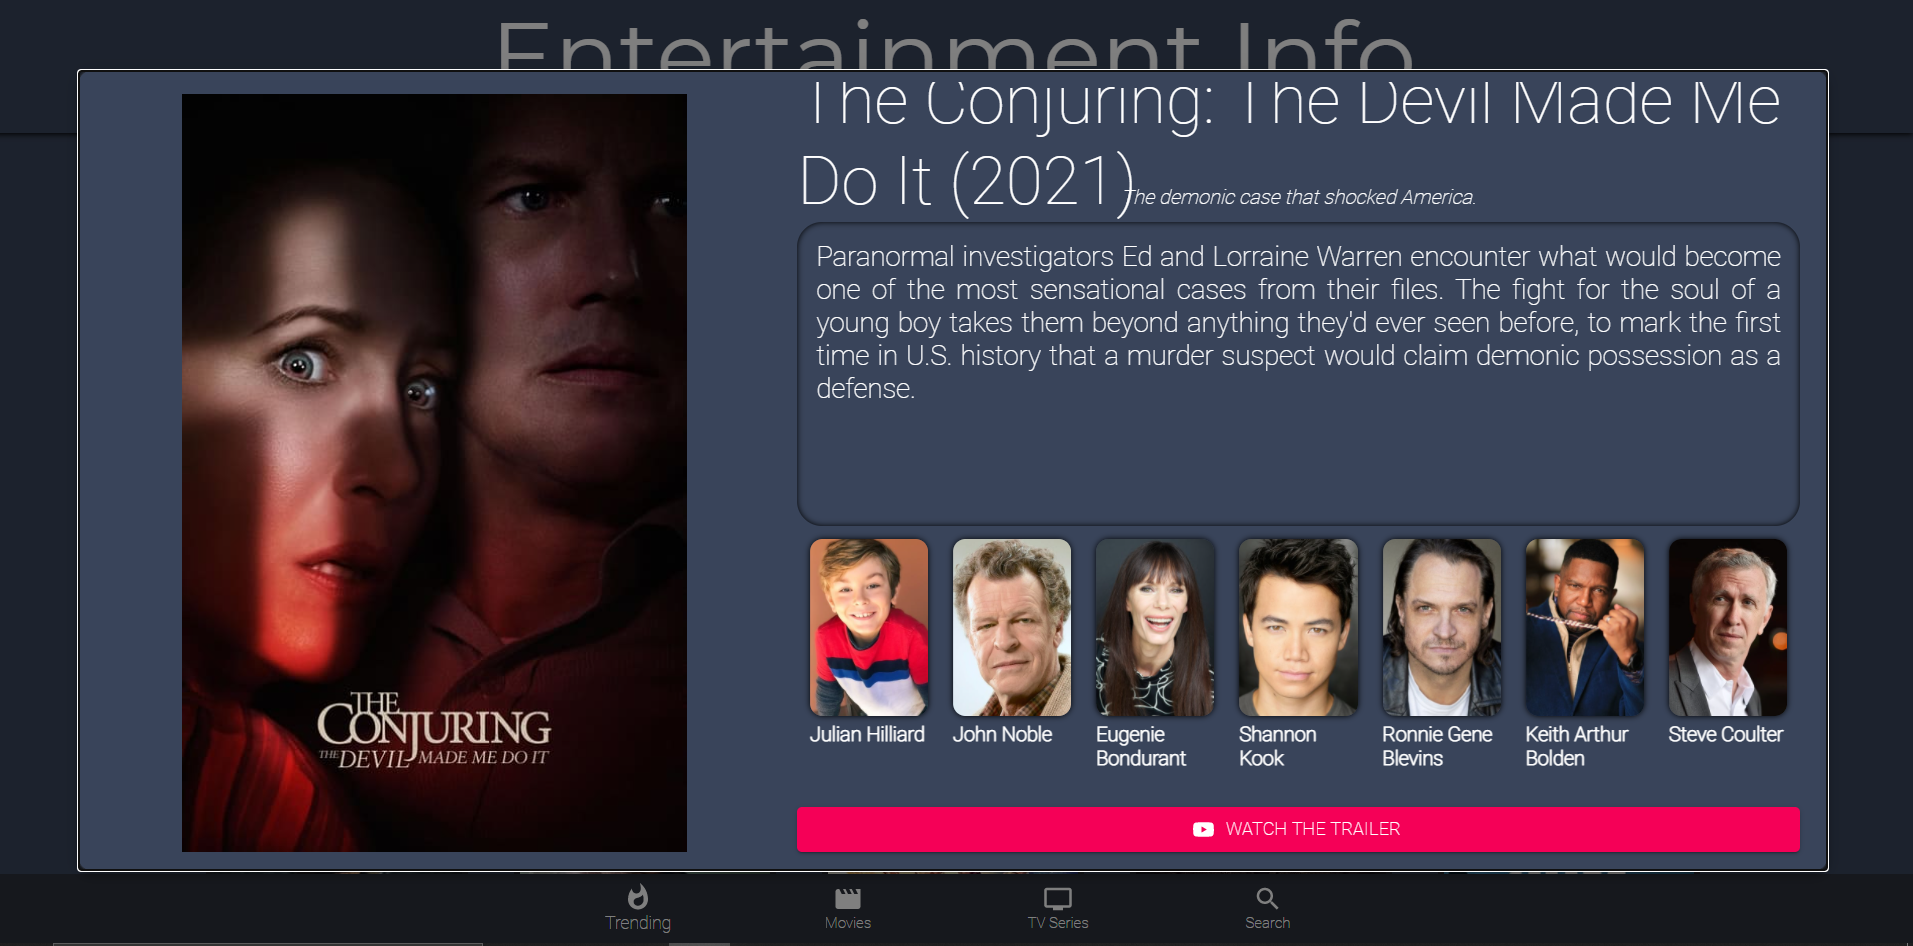 Entertainment Info
The Conjuring: The Devil Made Me
Do It (2021)
The demonic case that shocked America.
Paranormal investigators Ed and Lorraine Warren encounter what would become
one of the most sensational cases from their files. The fight for the soul of a
young boy takes them beyond anything they'd ever seen before, to mark the first
time in U.S. history that a murder suspect would claim demonic possession as a
defense.
THE
CONJURING
THE DEVIL MADE ME DO IT
Julian Hilliard
John Noble
Eugenie
Bondurant
Shannon
Kook
Ronnie Gene
Blevins
Keith Arthur
Bolden
Steve Coulter
WATCH THE TRAILER
Trending
Movies
TV Series
Search